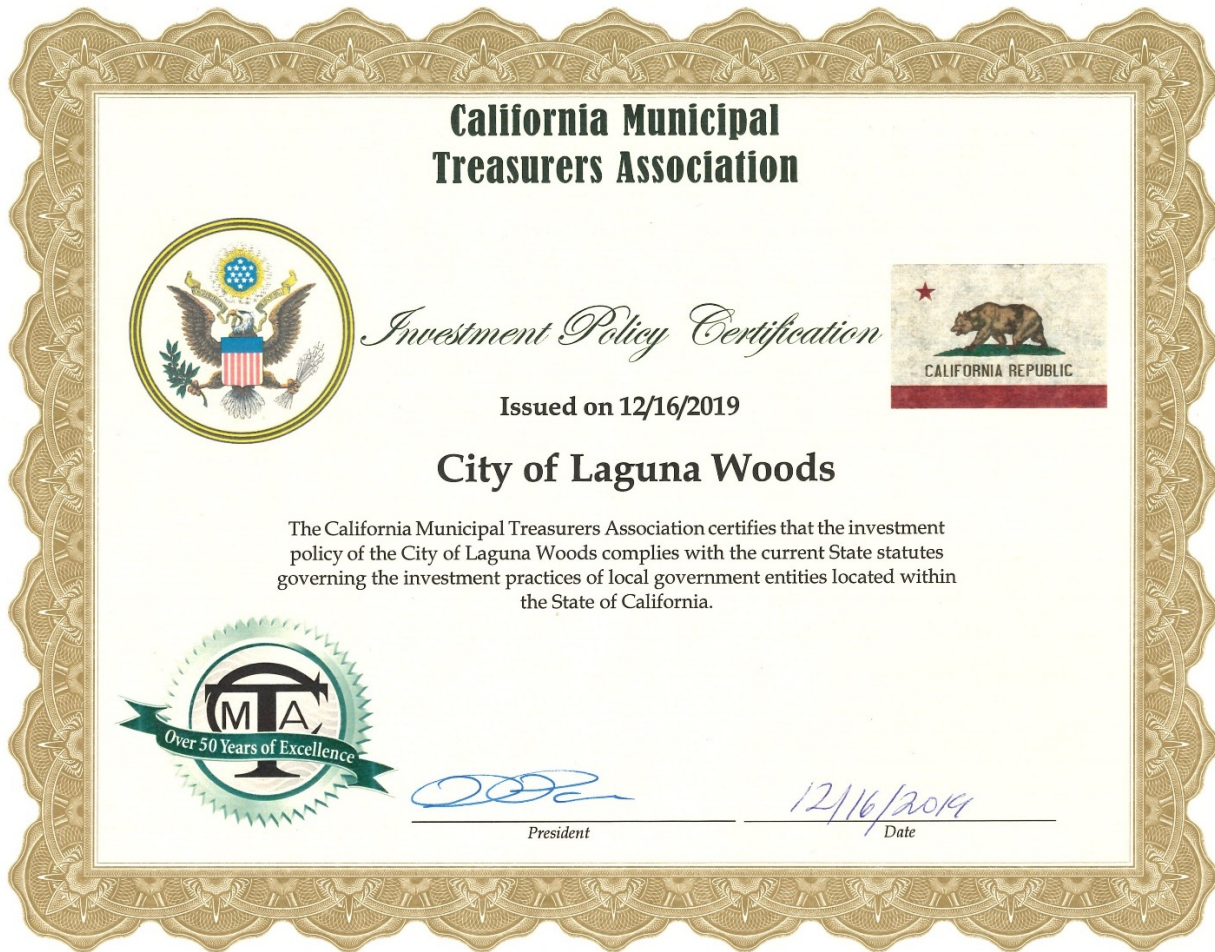 California Municipal
Treasurers Association
Investment Policy Certification
CALIFORNIA REPUBLIC
Issued on 12/16/2019
City of Laguna Woods
The California Municipal Treasurers Association certifies that the investment
policy of the City of Laguna Woods complies with the current State statutes
governing the investment practices of local government entities located within
the State of California.
CMTA
Over 50 Years of Excellence
12/16/2019
President
Date